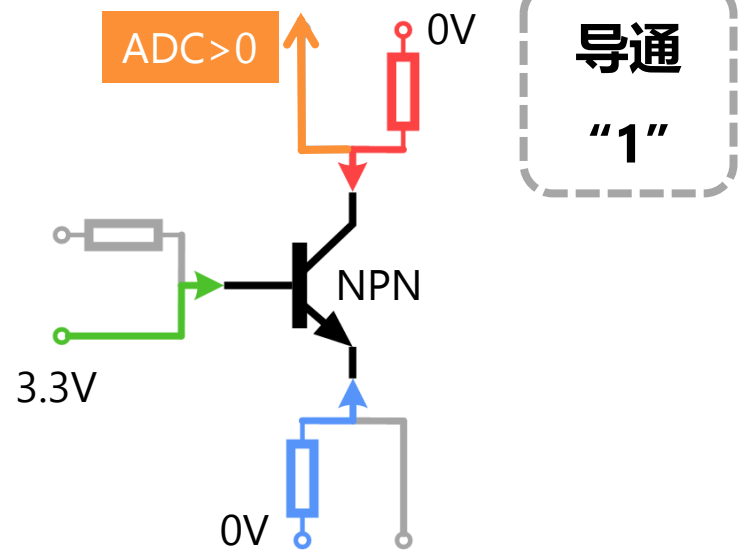 ADC>0
0V
导通
“1”
NPN
3.3V
0V